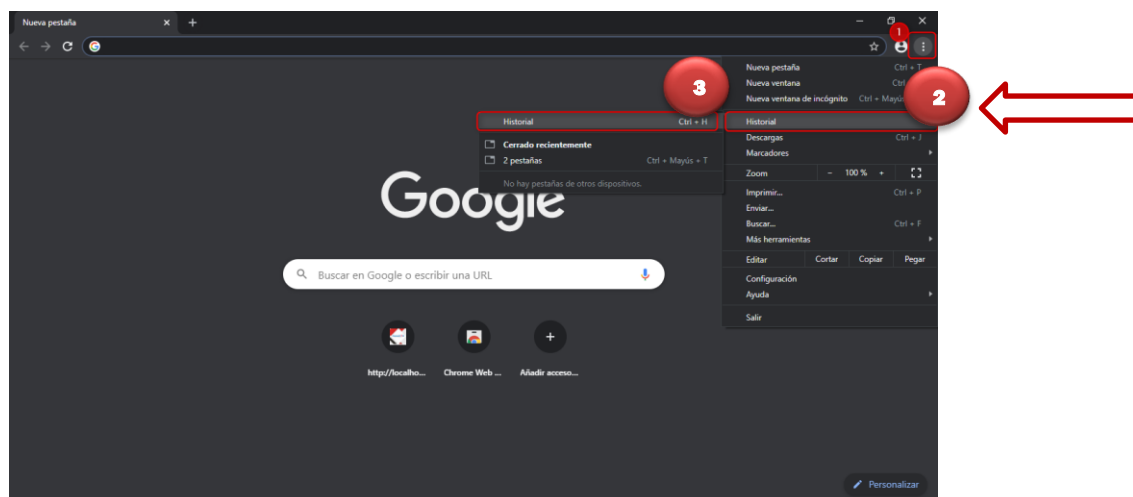 Nueva pestaña
1
Nueva pestaña Ctrl + T
Nueva ventana Ctrl
Nueva ventana de incógnito Ctrl + Mayús
3
2
Historial Ctrl + H
Historial
Cerrado recientemente
2 pestañas Ctrl + Mayús + T
No hay pestañas de otros dispositivos.
Descargas Ctrl + J
Marcadores
Zoom - 100 % +
Imprimir... Ctrl + P
Enviar...
Buscar... Ctrl + F
Más herramientas
Editar Cortar Copiar Pegar
Configuración
Ayuda
Salir
Google
Buscar en Google o escribir una URL
http://localho... Chrome Web ... Añadir acceso...
Personalizar